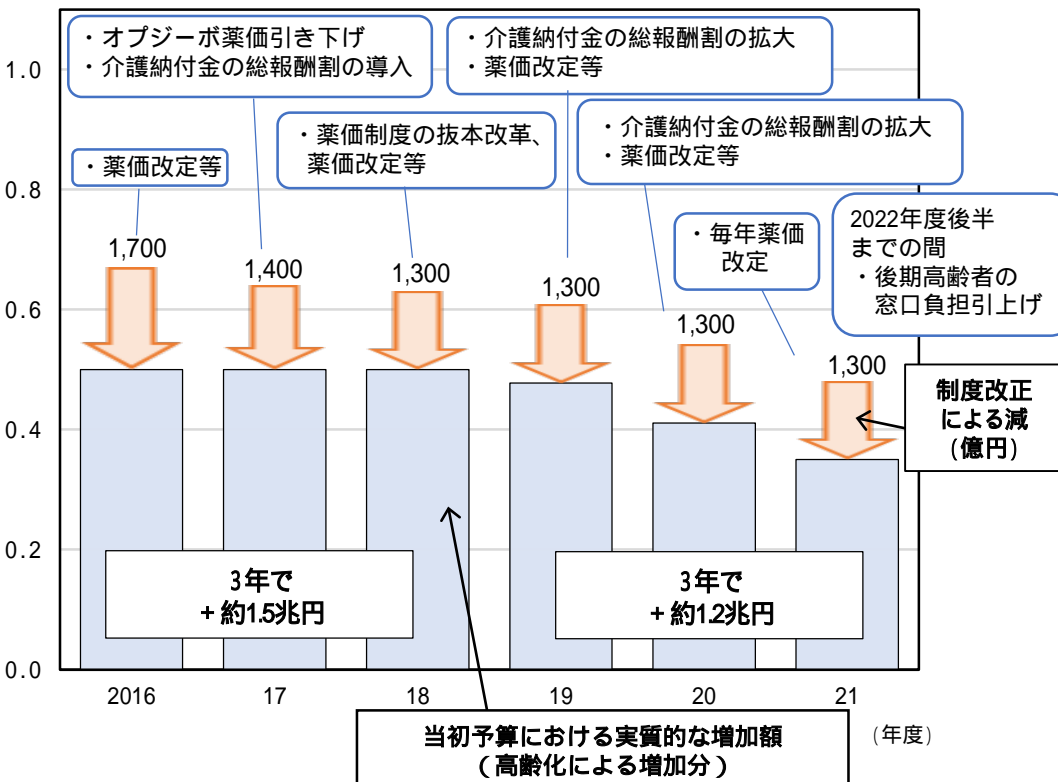 ・オプジーボ薬価引き下げ
・介護納付金の総報酬割の導入
・介護納付金の総報酬割の拡大
・薬価改定等
・薬価改定等
・薬価制度の抜本改革、
薬価改定等
・介護納付金の総報酬割の拡大
・薬価改定等
・毎年薬価
改定
2022年度後半
までの間
・後期高齢者の
窓口負担引上げ
1.0
0.8
0.6
0.4
0.2
0.0
1,700
1,400
1,300
1,300
1,300
1,300
制度改正
による減
(億円)
3年で
+約1.5兆円
3年で
+約1.2兆円
2016
17
18
19
20
21
(年度)
当初予算における実質的な増加額
(高齢化による増加分)